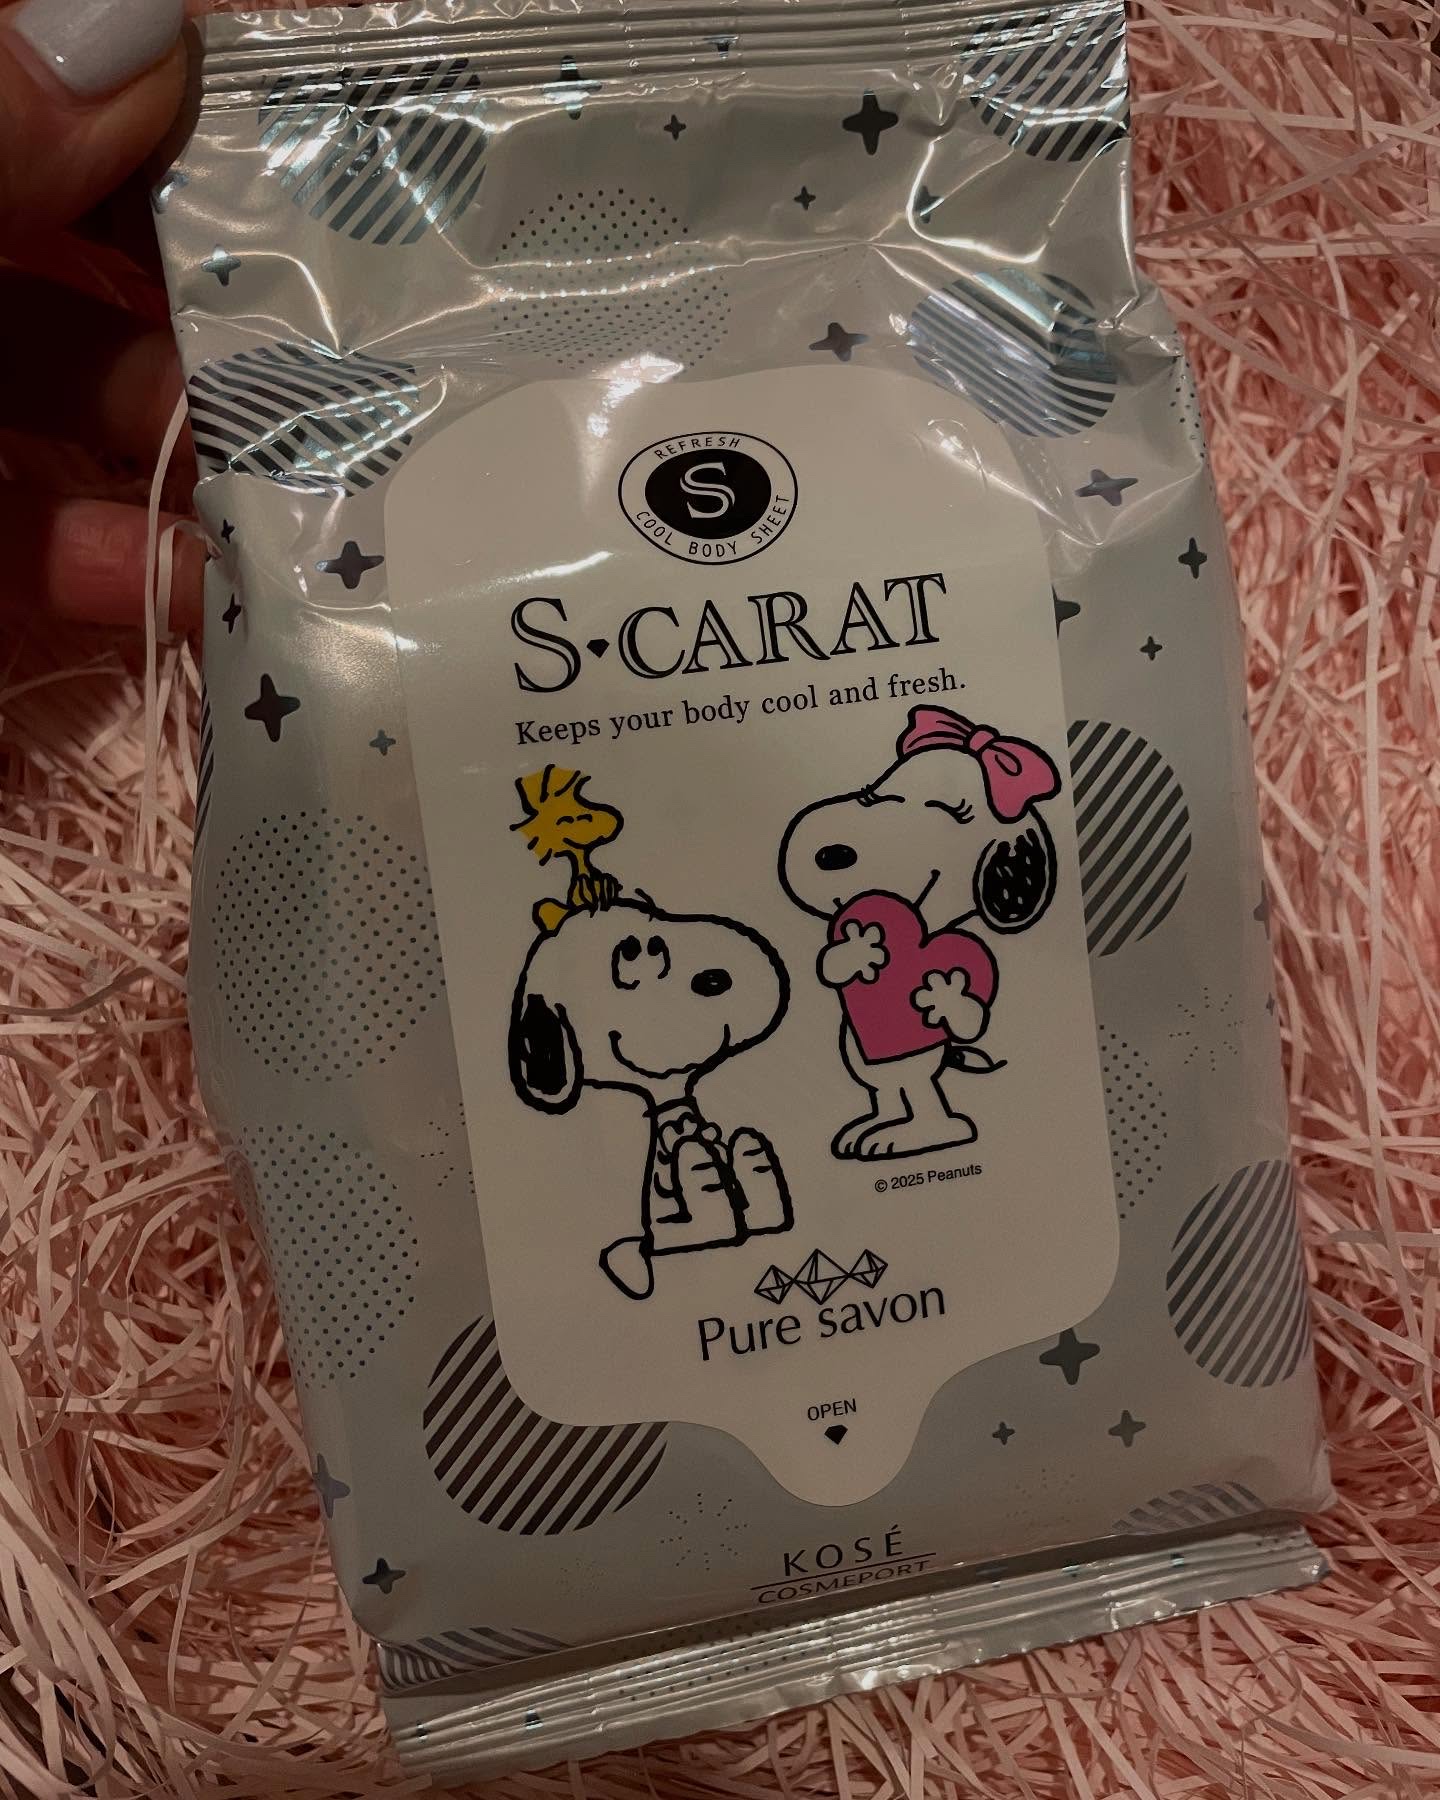 REFRESH
S
COOL BODY SHEET
S CARAT
Keeps your body cool and fresh.
© 2025 Peanuts
Pure savon
OPEN
KOSÉ
COSMEPORT